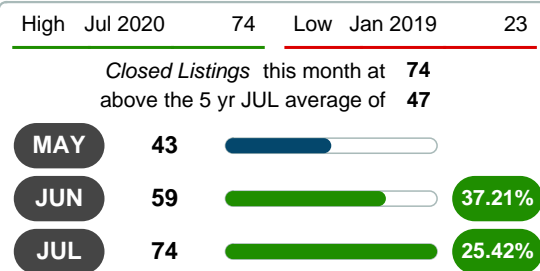 High Jul 2020 74 Low Jan 2019 23
Closed Listings this month at 74
above the 5 yr JUL average of 47
MAY 43
JUN 59 37.21%
JUL 74 25.42%